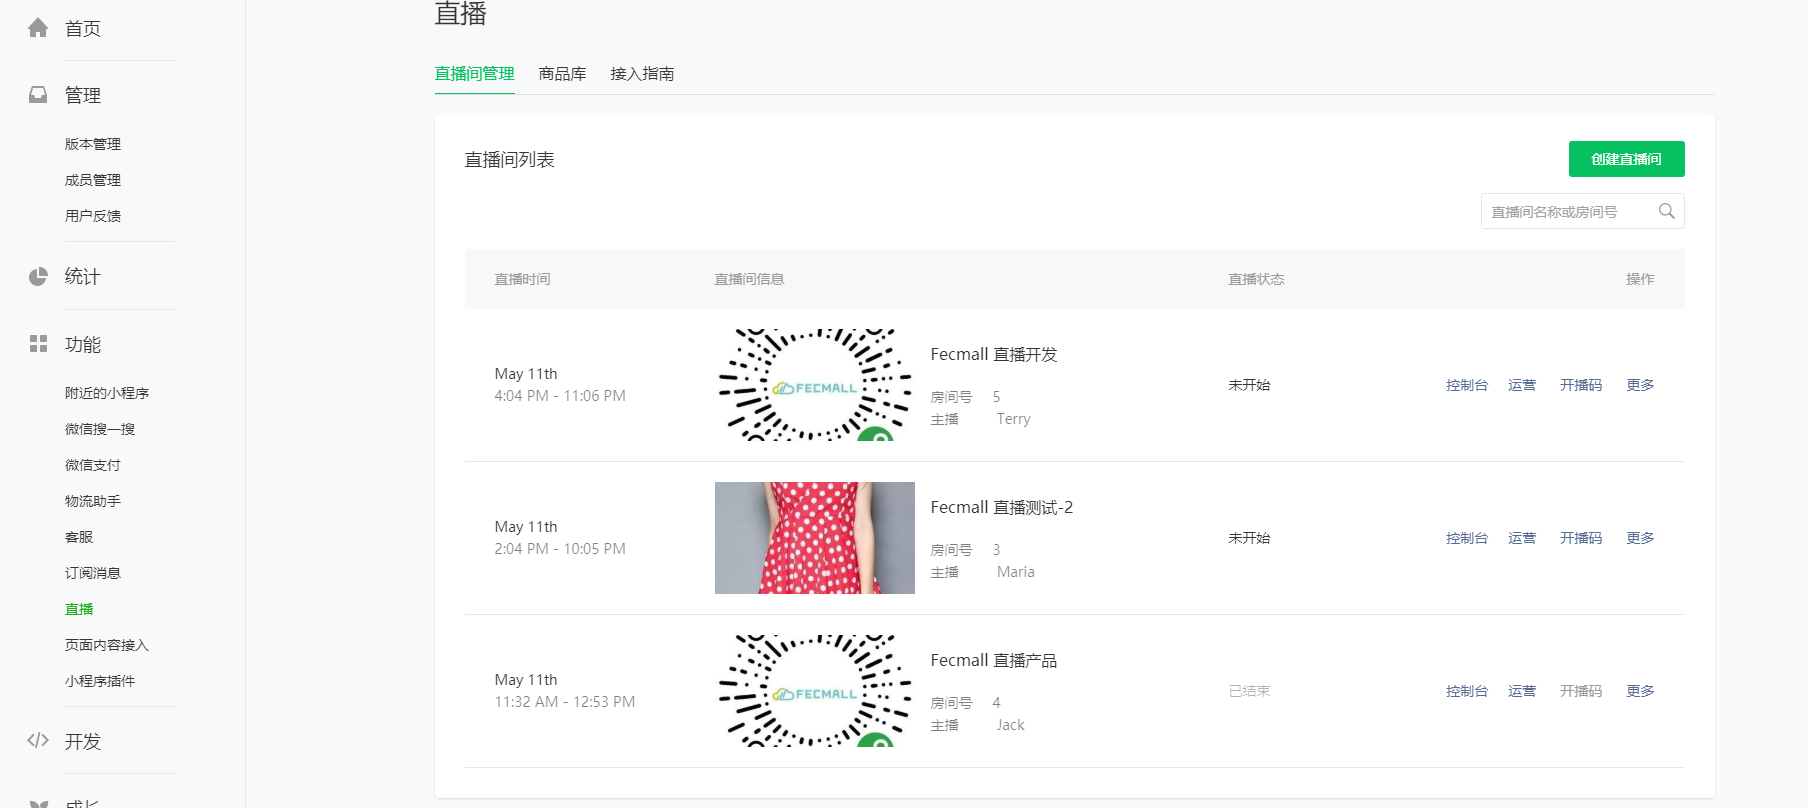 首页
管理
版本管理
成员管理
用户反馈
统计
功能
附近的小程序
微信搜一搜
微信支付
物流助手
客服
订阅消息
直播
页面内容接入
小程序插件
开发
成长
直播
直播间管理 商品库 接入指南
直播间列表
创建直播间
直播间名称或房间号
直播时间 直播间信息 直播状态 操作
May 11th
4:04 PM - 11:06 PM
FECMALL
Fecmall 直播开发
房间号 5
主播 Terry
未开始
控制台 运营 开播码 更多
May 11th
2:04 PM - 10:05 PM
Fecmall 直播测试-2
房间号 3
主播 Maria
未开始
控制台 运营 开播码 更多
May 11th
11:32 AM - 12:53 PM
FECMALL
Fecmall 直播产品
房间号 4
主播 Jack
已结束
控制台 运营 开播码 更多